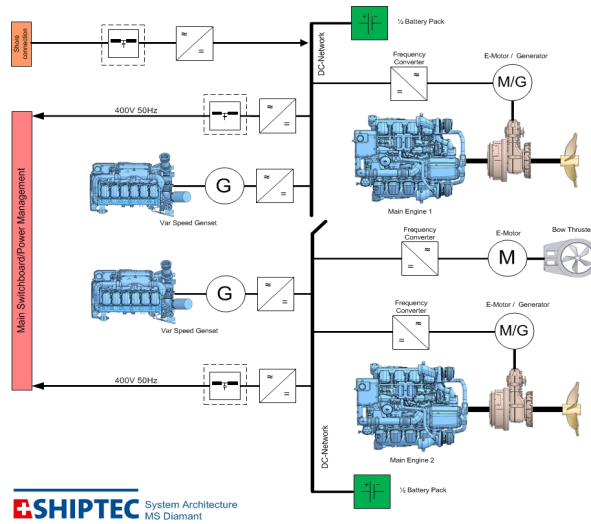 ½ Battery Pack
Shore
connection
DC-Network
Frequency
Converter
E-Motor / Generator
M/G
400V 50Hz
Main Engine 1
G
Var Speed Genset
Main Switchboard/Power Management
Frequency
Converter
E-Motor
Bow Thruster
M
G
Var Speed Genset
Frequency
Converter
E-Motor / Generator
M/G
400V 50Hz
Main Engine 2
DC-Network
½ Battery Pack
SHIPTEC
System Architecture
MS Diamant